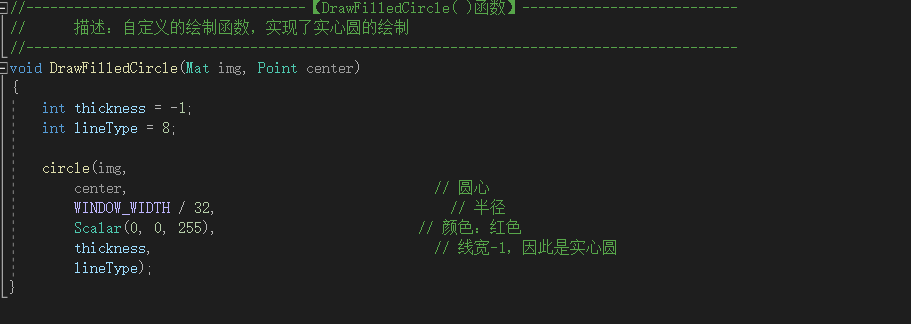 //-----------------------------------【DrawFilledCircle( )函数】---------------------------
//      描述：自定义的绘制函数，实现了实心圆的绘制
//-----------------------------------------------------------------------------------------
void DrawFilledCircle(Mat img, Point center)
{
    int thickness = -1;
    int lineType = 8;

    circle(img,
        center,                                      // 圆心
        WINDOW_WIDTH / 32,                             // 半径
        Scalar(0, 0, 255),                         // 颜色：红色
        thickness,                                   // 线宽-1，因此是实心圆
        lineType);
}